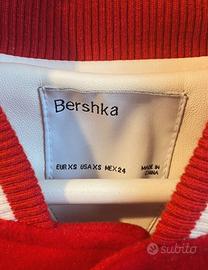 Bershka
EUR XS USA XS MEX 24
MADE IN
CHINA
subito